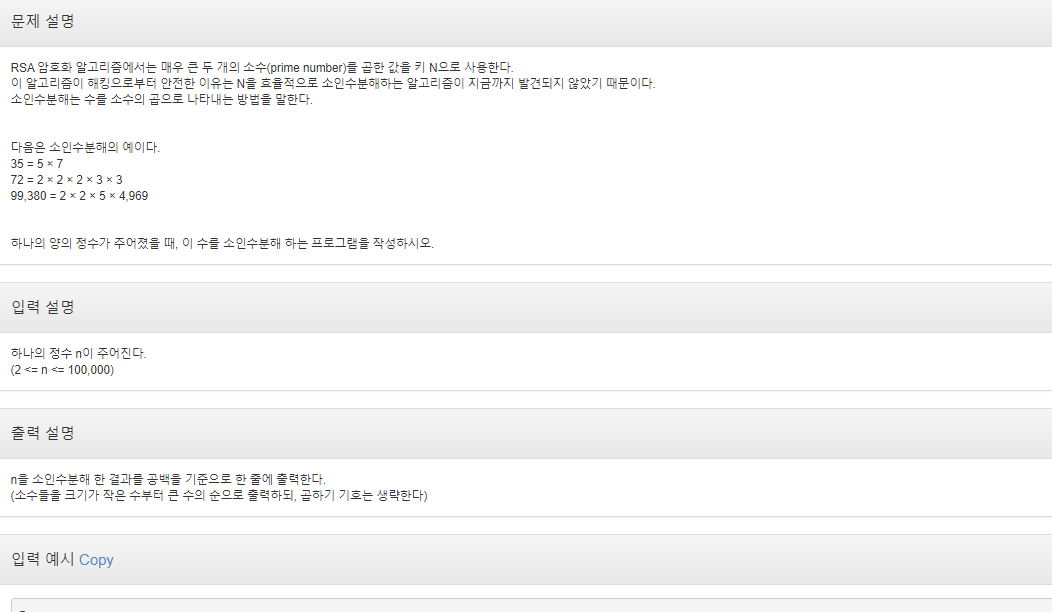 문제 설명
RSA 암호화 알고리즘에서는 매우 큰 두 개의 소수(prime number)를 곱한 값을 키 N으로 사용한다.
이 알고리즘이 해킹으로부터 안전한 이유는 N을 효율적으로 소인수분해하는 알고리즘이 지금까지 발견되지 않았기 때문이다.
소인수분해는 수를 소수의 곱으로 나타내는 방법을 말한다.
다음은 소인수분해의 예이다.
35 = 5 × 7
72 = 2 × 2 × 2 × 3 × 3
99,380 = 2 × 2 × 5 × 4,969
하나의 양의 정수가 주어졌을 때, 이 수를 소인수분해 하는 프로그램을 작성하시오.
입력 설명
하나의 정수 n이 주어진다.
(2 <= n <= 100,000)
출력 설명
n을 소인수분해 한 결과를 공백을 기준으로 한 줄에 출력한다.
(소수들을 크기가 작은 수부터 큰 수의 순으로 출력하되, 곱하기 기호는 생략한다)
입력 예시 Copy